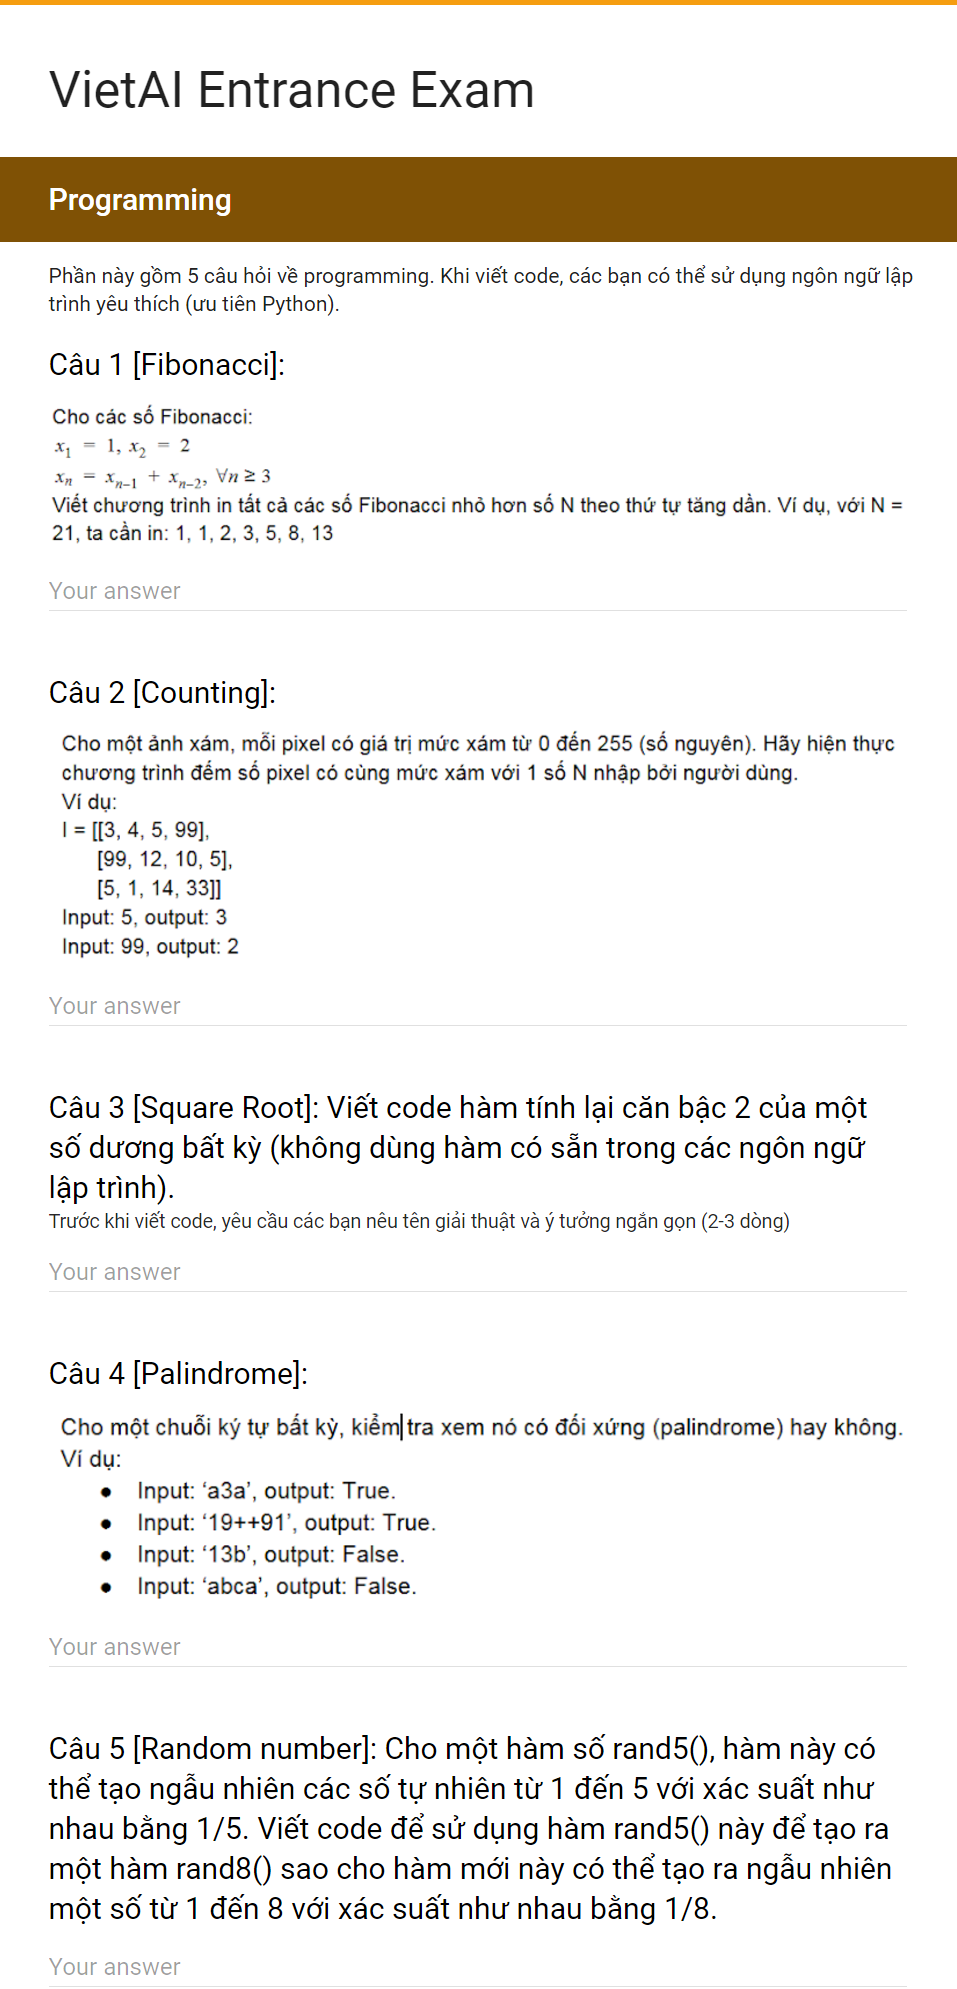 VietAI Entrance Exam
Programming
Phần này gồm 5 câu hỏi về programming. Khi viết code, các bạn có thể sử dụng ngôn ngữ lập
trình yêu thích (ưu tiên Python).
Câu 1 [Fibonacci]:
Cho các số Fibonacci:
x₁ = 1, x₂ = 2
xₙ = xₙ₋₁ + xₙ₋₂, ∀n ≥ 3
Viết chương trình in tất cả các số Fibonacci nhỏ hơn số N theo thứ tự tăng dần. Ví dụ, với N =
21, ta cần in: 1, 1, 2, 3, 5, 8, 13
Your answer
Câu 2 [Counting]:
Cho một ảnh xám, mỗi pixel có giá trị mức xám từ 0 đến 255 (số nguyên). Hãy hiện thực
chương trình đếm số pixel có cùng mức xám với 1 số N nhập bởi người dùng.
Ví dụ:
I = [[3, 4, 5, 99],
[99, 12, 10, 5],
[5, 1, 14, 33]]
Input: 5, output: 3
Input: 99, output: 2
Your answer
Câu 3 [Square Root]: Viết code hàm tính lại căn bậc 2 của một
số dương bất kỳ (không dùng hàm có sẵn trong các ngôn ngữ
lập trình).
Trước khi viết code, yêu cầu các bạn nêu tên giải thuật và ý tưởng ngắn gọn (2-3 dòng)
Your answer
Câu 4 [Palindrome]:
Cho một chuỗi ký tự bất kỳ, kiểm tra xem nó có đối xứng (palindrome) hay không.
Ví dụ:
● Input: ‘a3a’, output: True.
● Input: ‘19++91’, output: True.
● Input: ‘13b’, output: False.
● Input: ‘abca’, output: False.
Your answer
Câu 5 [Random number]: Cho một hàm số rand5(), hàm này có
thể tạo ngẫu nhiên các số tự nhiên từ 1 đến 5 với xác suất như
nhau bằng 1/5. Viết code để sử dụng hàm rand5() này để tạo ra
một hàm rand8() sao cho hàm mới này có thể tạo ra ngẫu nhiên
một số từ 1 đến 8 với xác suất như nhau bằng 1/8.
Your answer